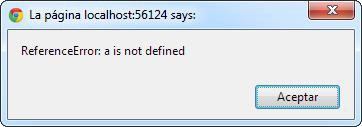 La página localhost:56124 says:
ReferenceError: a is not defined
Aceptar